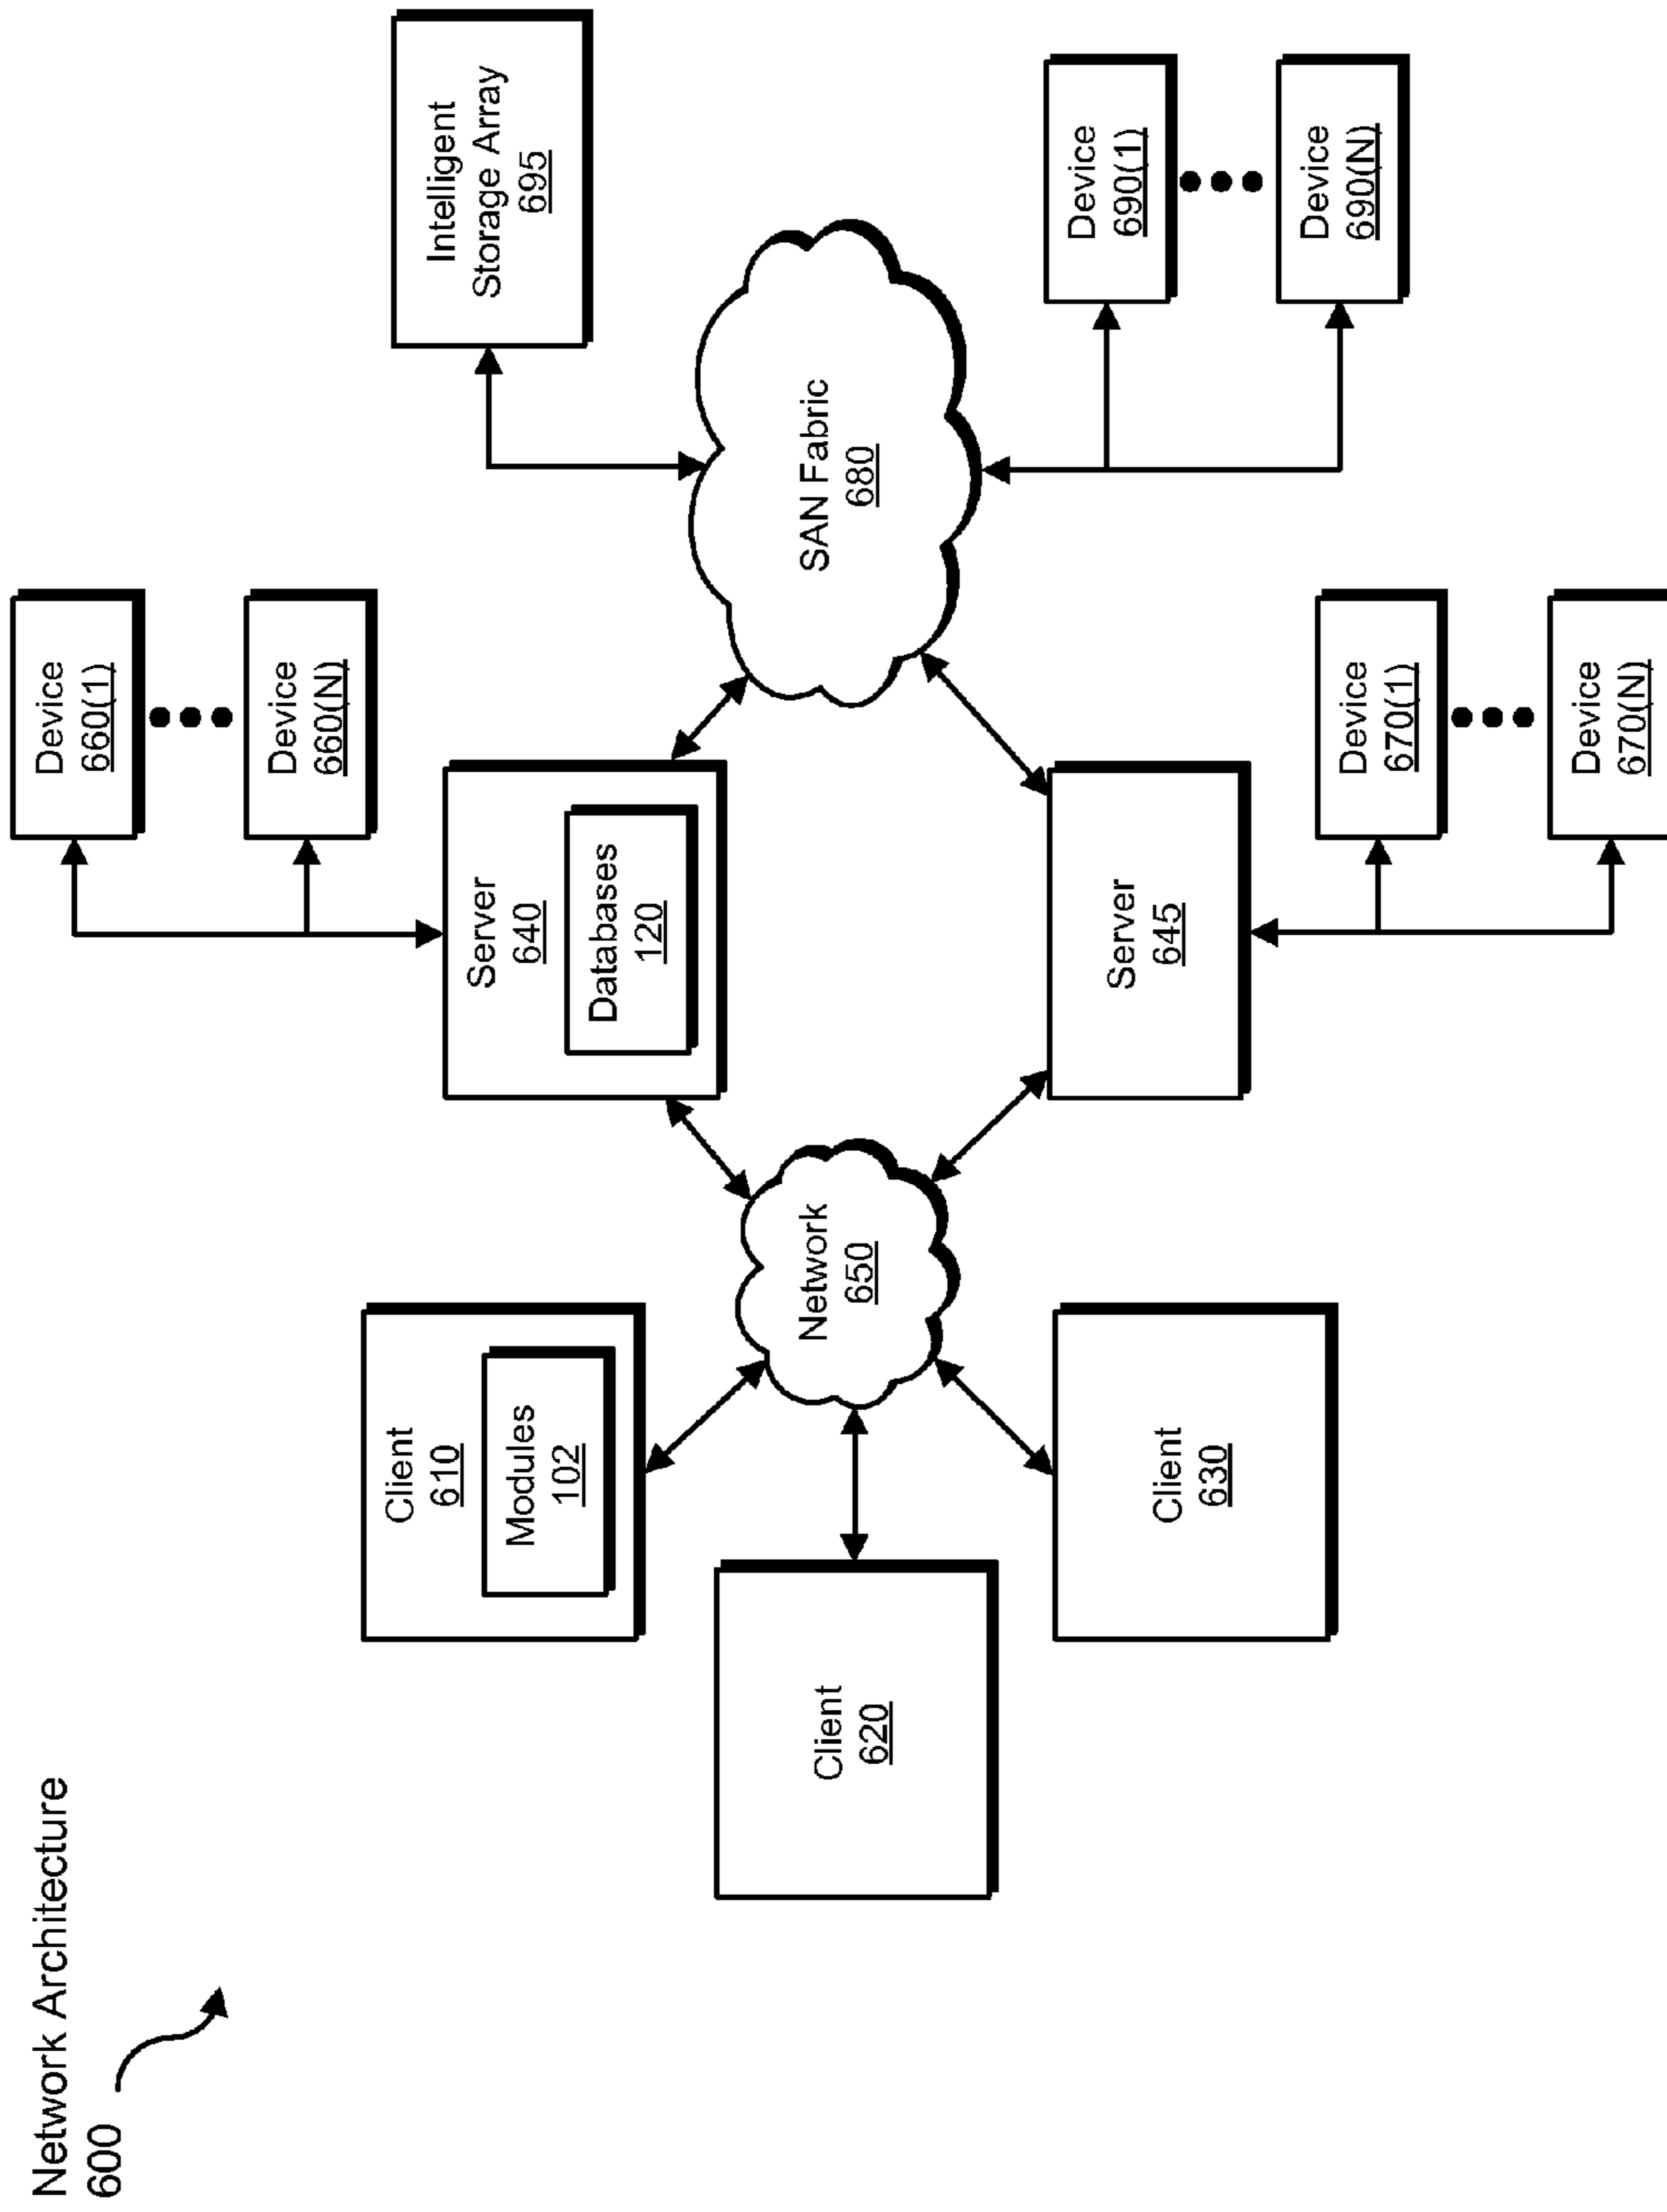 Network Architecture
600
Client
610
Modules
102
Client
620
Client
630
Network
650
Server
640
Databases
120
Server
645
Device
660(1)
Device
660(N)
Device
670(1)
Device
670(N)
SAN Fabric
680
Intelligent
Storage Array
695
Device
690(1)
Device
690(N)